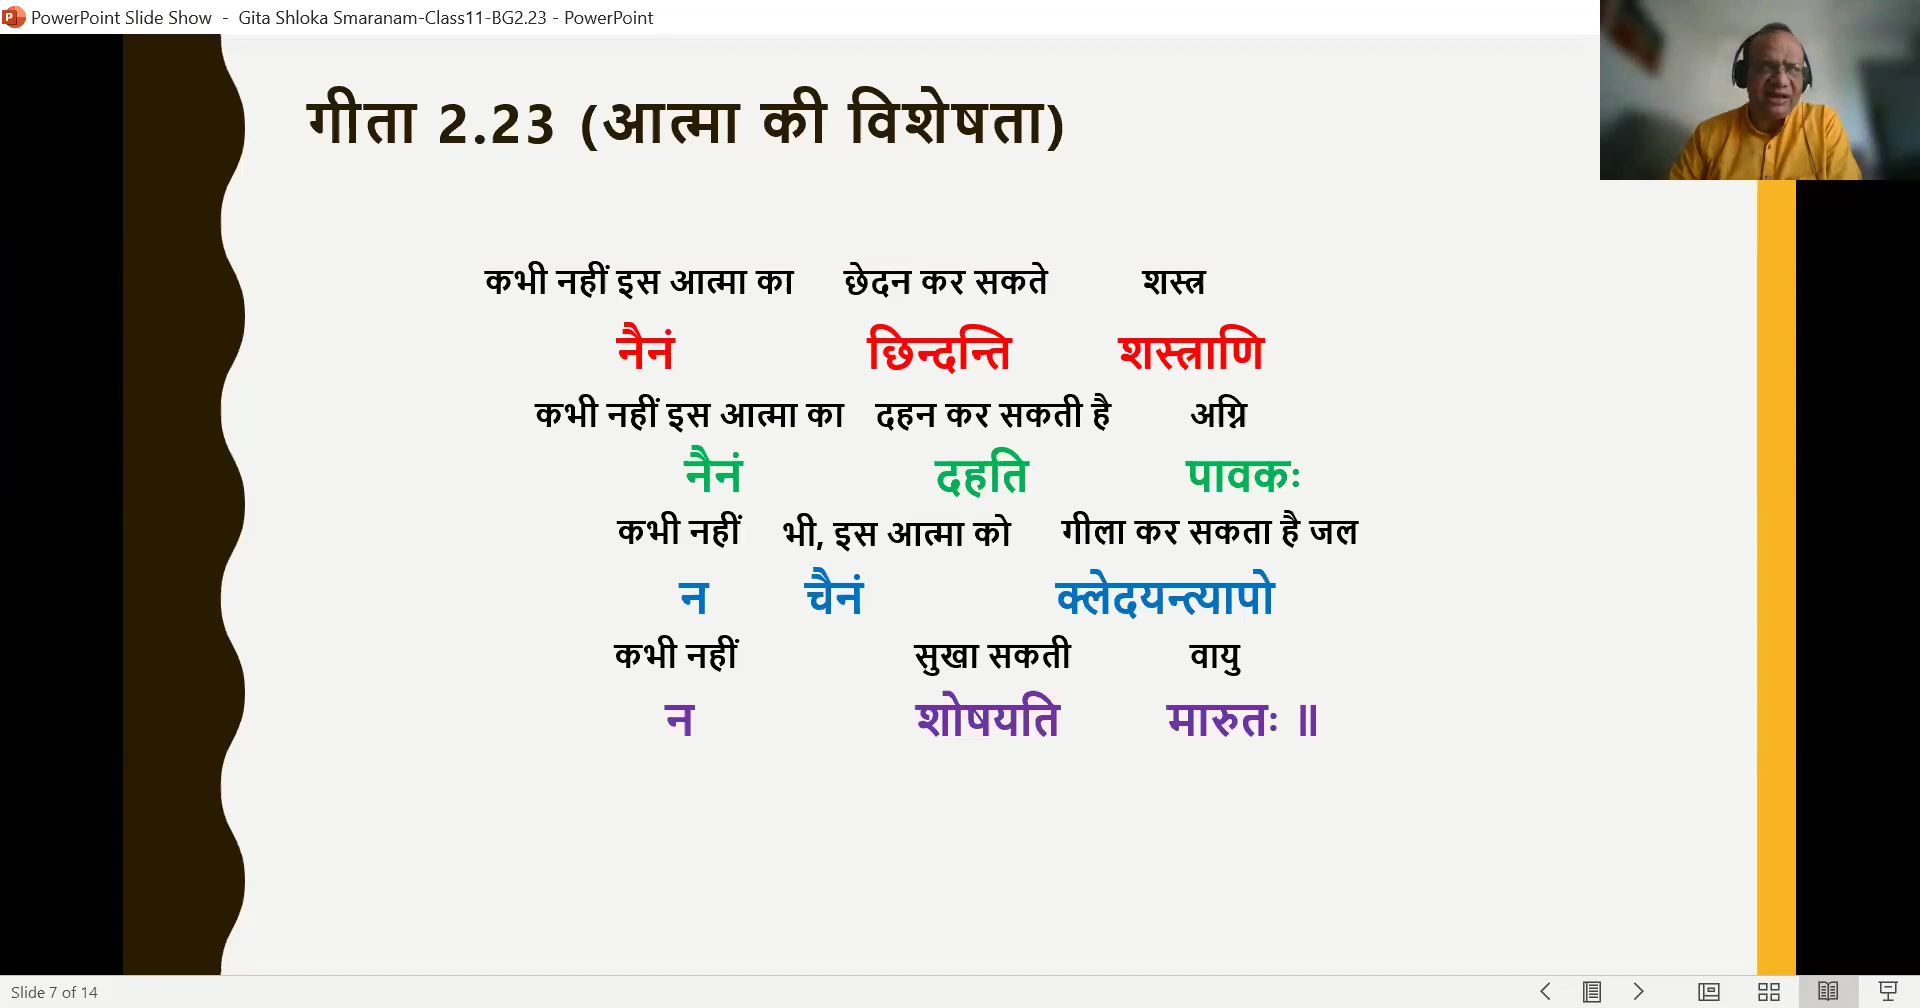 PowerPoint Slide Show - Gita Shloka Smaranam-Class11-BG2.23 - PowerPoint
गीता 2.23 (आत्मा की विशेषता)
कभी नहीं इस आत्मा का छेदन कर सकते शस्त्र
नैनं छिन्दन्ति शस्त्राणि
कभी नहीं इस आत्मा का दहन कर सकती है अग्नि
नैनं दहति पावकः
कभी नहीं भी, इस आत्मा को गीला कर सकता है जल
न चैनं क्लेदयन्त्यापो
कभी नहीं सुखा सकती वायु
न शोषयति मारुतः ॥
Slide 7 of 14